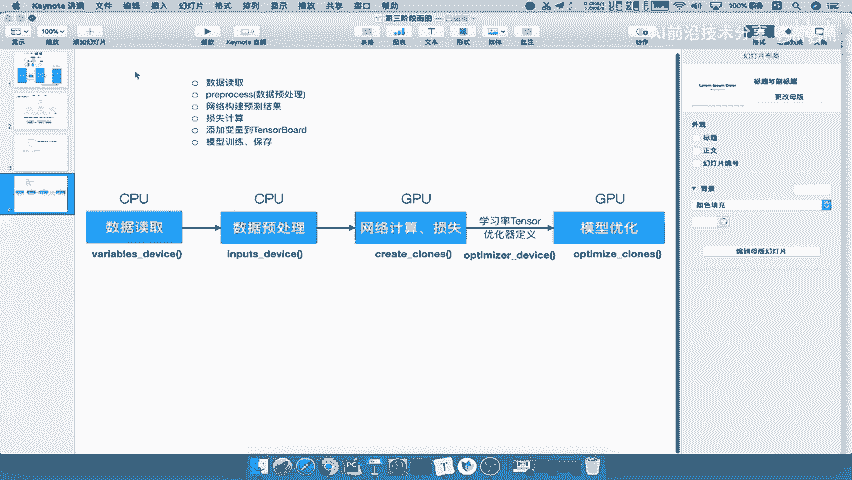 Keynote 讲演 文件 编辑 插入 幻灯片 格式 排列 显示 播放 共享 窗口 帮助
100%
第三阶段画图
AI前沿技术分享
100%
显示 缩放 添加幻灯片 播放 Keynote 直播 表格 图表 文本 形状 媒体 批注 协作 格式
数据读取
preprocess(数据预处理)
网络构建预测结果
损失计算
添加变量到TensorBoard
模型训练、保存
CPU
CPU
GPU
GPU
数据读取
数据预处理
网络计算、损失
学习率Tensor
优化器定义
模型优化
variables_device()
inputs_device()
create_clones()
optimizer_device()
optimize_clones()
幻灯片布局
标题与副标题
更改母版
外观
标题
正文
幻灯片编号
背景
颜色填充
编辑母版幻灯片
1
2
3
4